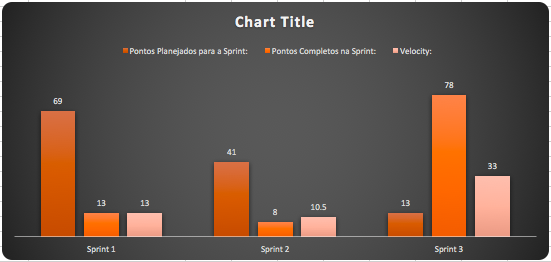 Chart Title
Pontos Planejados para a Sprint: Pontos Completos na Sprint: Velocity:
78
69
41
33
13 13 8 10.5 13
Sprint 1 Sprint 2 Sprint 3